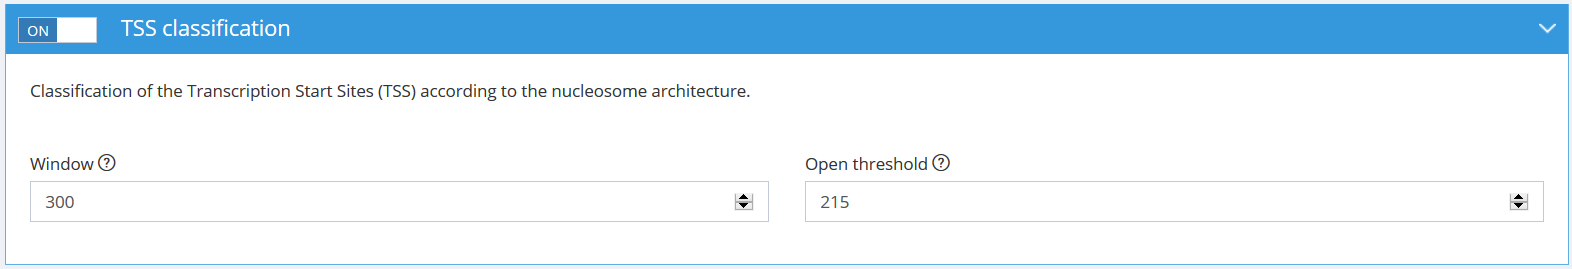 ON TSS classification
Classification of the Transcription Start Sites (TSS) according to the nucleosome architecture.
Window ? Open threshold ?
300 215